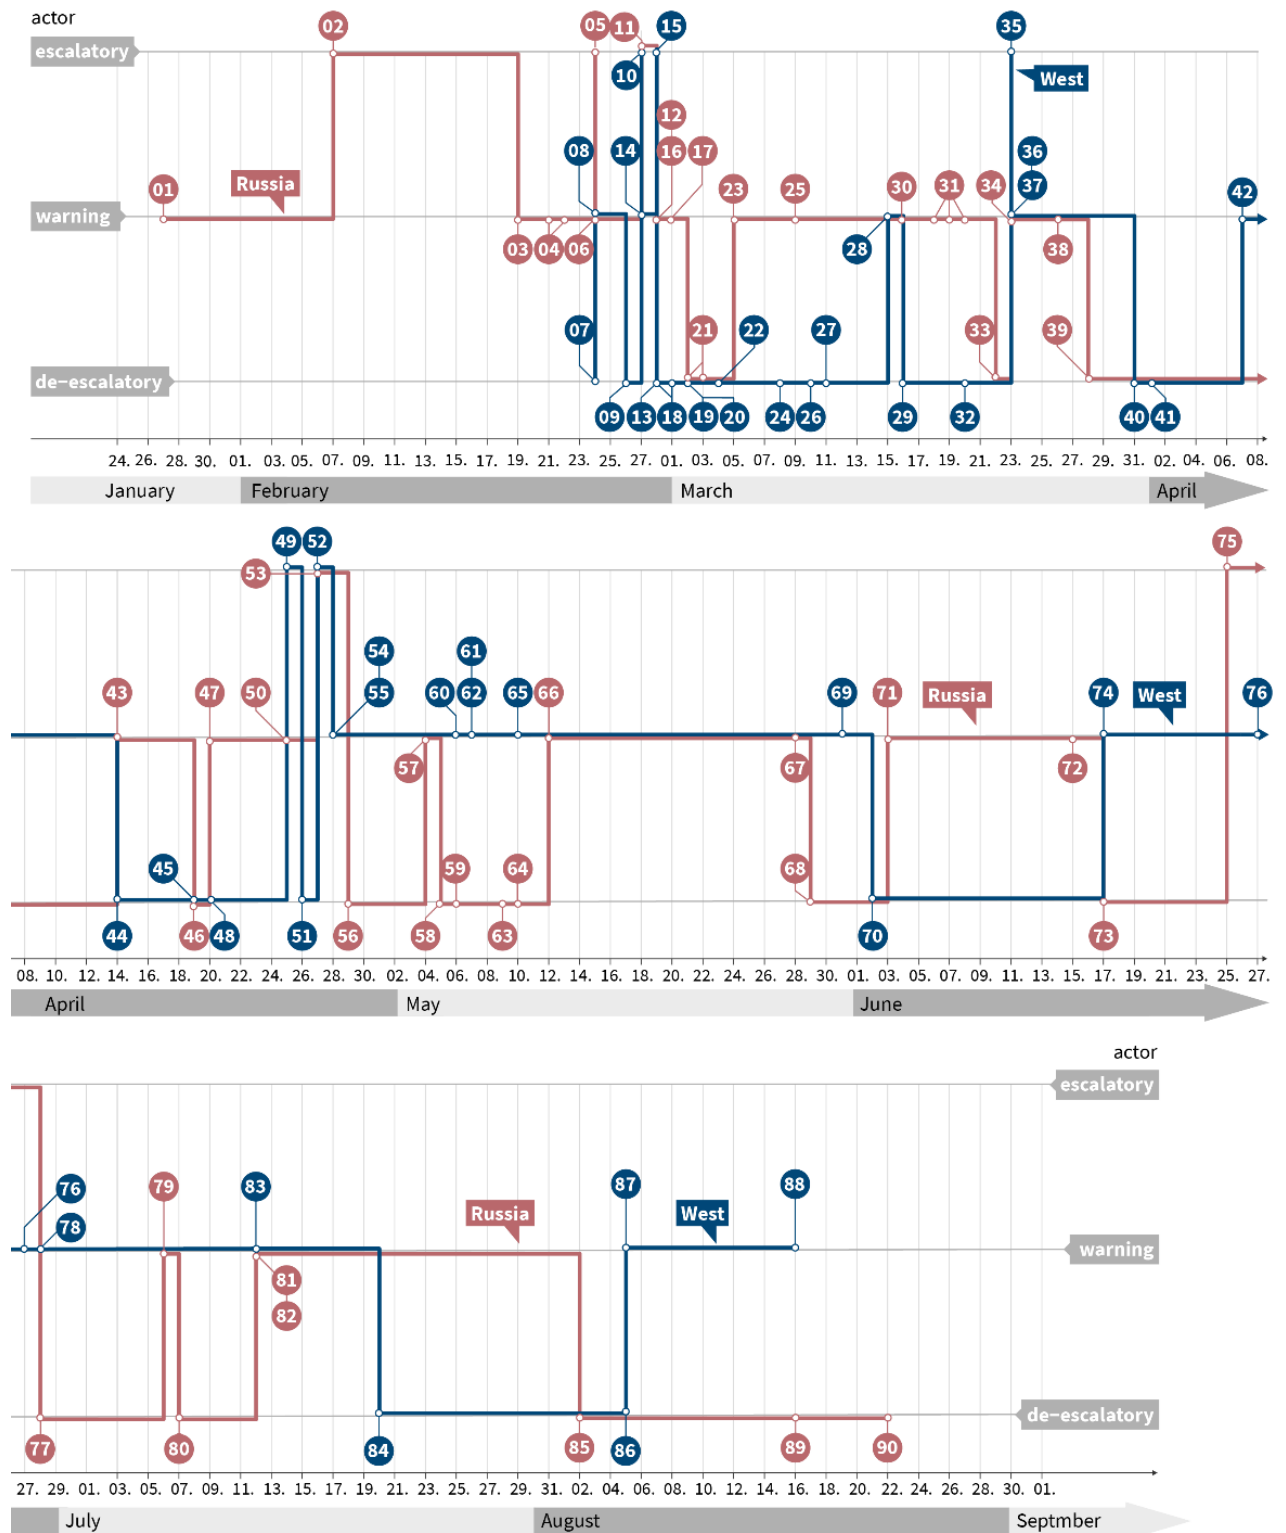 actor
02 05 11 15 35
escalatory
10 West
12
08 14 16 17 36
01 Russia 23 25 30 31 34 37 42
warning
03 04 06 28 38
07 21 22 27 33 39
de−escalatory
09 13 18 19 20 24 26 29 32 40 41
24. 26. 28. 30. 01. 03. 05. 07. 09. 11. 13. 15. 17. 19. 21. 23. 25. 27. 01. 03. 05. 07. 09. 11. 13. 15. 17. 19. 21. 23. 25. 27. 29. 31. 02. 04. 06. 08.
January February March April
49 52 75
53
54 61
43 47 50 55 60 62 65 66 69 71 Russia 74 West 76
57 67 72
45 59 64 68
44 46 48 51 56 58 63 70 73
08. 10. 12. 14. 16. 18. 20. 22. 24. 26. 28. 30. 02. 04. 06. 08. 10. 12. 14. 16. 18. 20. 22. 24. 26. 28. 30. 01. 03. 05. 07. 09. 11. 13. 15. 17. 19. 21. 23. 25. 27.
April May June
actor
escalatory
76 79 83 87 88
78 Russia West
warning
81
82
de−escalatory
77 80 84 85 86 89 90
27. 29. 01. 03. 05. 07. 09. 11. 13. 15. 17. 19. 21. 23. 25. 27. 29. 31. 02. 04. 06. 08. 10. 12. 14. 16. 18. 20. 22. 24. 26. 28. 30. 01.
July August Septmber